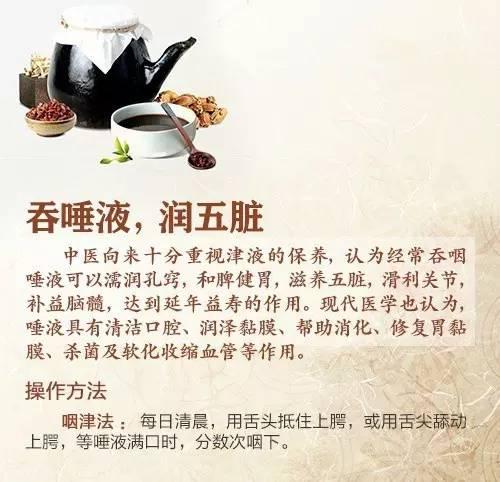 吞唾液，润五脏
中医向来十分重视津液的保养，认为经常吞咽
唾液可以濡润孔窍，和脾健胃，滋养五脏，滑利关节，
补益脑髓，达到延年益寿的作用。现代医学也认为，
唾液具有清洁口腔、润泽黏膜、帮助消化、修复胃黏
膜、杀菌及软化收缩血管等作用。
操作方法
咽津法：每日清晨，用舌头抵住上腭，或用舌尖舔动
上腭，等唾液满口时，分数次咽下。